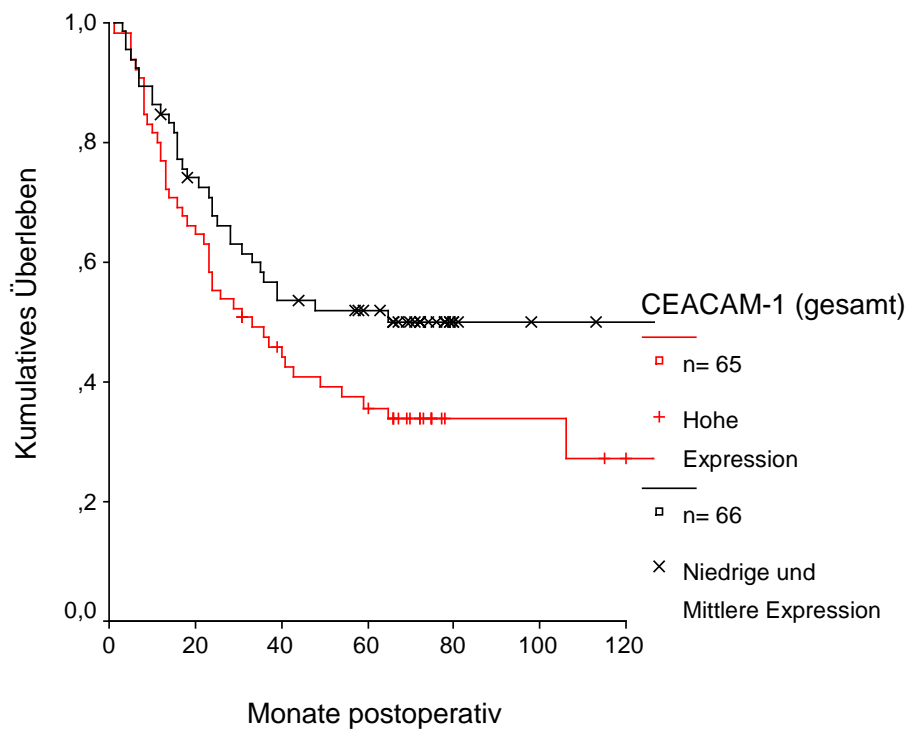 1,0
,8
,6
,4
,2
0,0
Kumulatives Überleben
0
20
40
60
80
100
120
Monate postoperativ
CEACAM-1 (gesamt)
n= 65
Hohe
Expression
n= 66
Niedrige und
Mittlere Expression